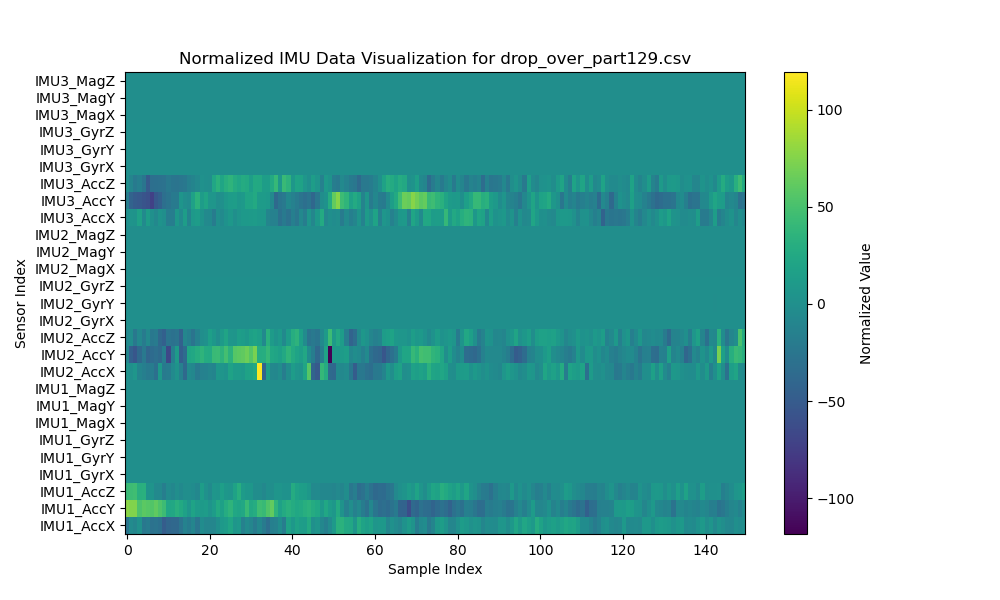 Normalized IMU Data Visualization for drop_over_part129.csv
IMU3_MagZ
IMU3_MagY
IMU3_MagX
IMU3_GyrZ
IMU3_GyrY
IMU3_GyrX
IMU3_AccZ
IMU3_AccY
IMU3_AccX
IMU2_MagZ
IMU2_MagY
IMU2_MagX
IMU2_GyrZ
IMU2_GyrY
IMU2_GyrX
IMU2_AccZ
IMU2_AccY
IMU2_AccX
IMU1_MagZ
IMU1_MagY
IMU1_MagX
IMU1_GyrZ
IMU1_GyrY
IMU1_GyrX
IMU1_AccZ
IMU1_AccY
IMU1_AccX
Sensor Index
0 20 40 60 80 100 120 140
Sample Index
100
50
0
−50
−100
Normalized Value